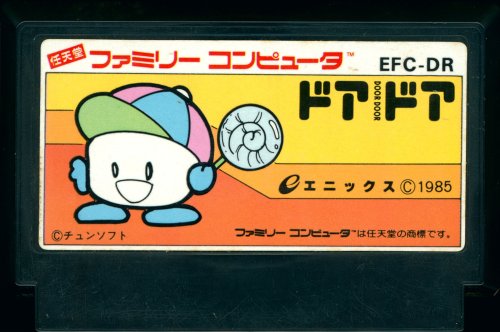 任天堂 ファミリー コンピュータ™
EFC-DR
ドアドア
DOOR DOOR
eエニックス©1985
©チュンソフト
ファミリー コンピュータ™は任天堂の商標です。